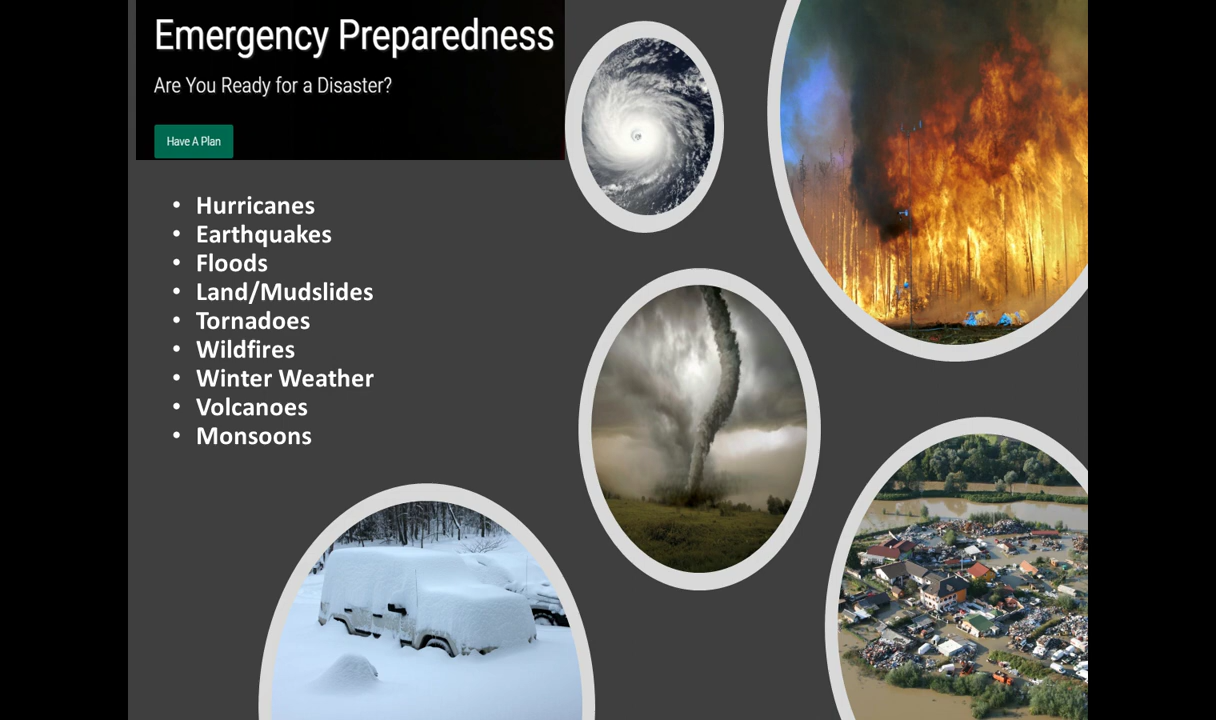 Emergency Preparedness
Are You Ready for a Disaster?
Have A Plan
• Hurricanes
• Earthquakes
• Floods
• Land/Mudslides
• Tornadoes
• Wildfires
• Winter Weather
• Volcanoes
• Monsoons